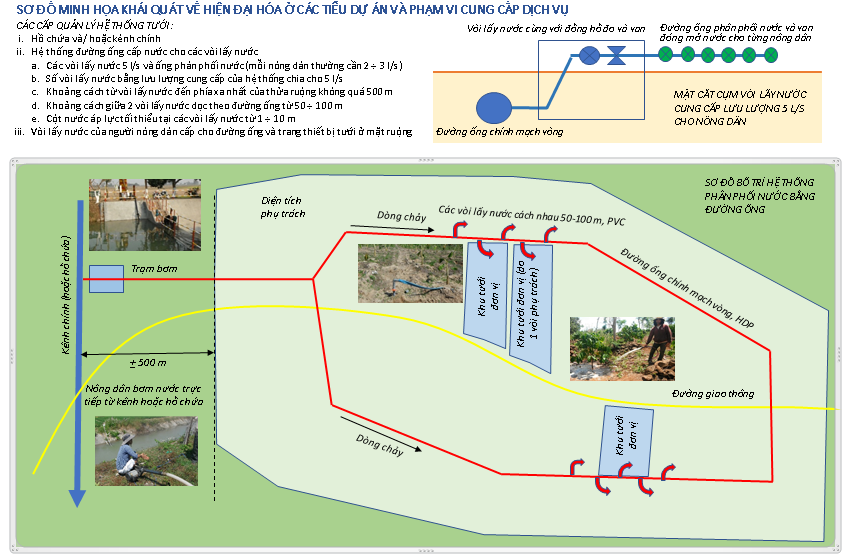 SƠ ĐỒ MINH HỌA KHÁI QUÁT VỀ HIỆN ĐẠI HÓA Ở CÁC TIỂU DỰ ÁN VÀ PHẠM VI CUNG CẤP DỊCH VỤ
CÁC CẤP QUẢN LÝ HỆ THỐNG TƯỚI :
i. Hồ chứa và/ hoặc kênh chính
ii. Hệ thống đường ống cấp nước cho các vòi lấy nước
a. Các vòi lấy nước 5 l/s và ống phân phối nước (mỗi nông dân thường cần 2 ÷ 3 l/s )
b. Số vòi lấy nước bằng lưu lượng cung cấp của hệ thống chia cho 5 l/s
c. Khoảng cách từ vòi lấy nước đến phía xa nhất của thửa ruộng không quá 500 m
d. Khoảng cách giữa 2 vòi lấy nước dọc theo đường ống từ 50 ÷ 100 m
e. Cột nước áp lực tối thiểu tại các vòi lấy nước từ 1 ÷ 10 m
iii. Vòi lấy nước của người nông dân cấp cho đường ống và trang thiết bị tưới ở mặt ruộng
Vòi lấy nước cùng với đồng hồ đo và van
Đường ống phân phối nước và van
đóng mở nước cho từng nông dân
MẶT CẮT CỤM VÒI LẤY NƯỚC
CUNG CẤP LƯU LƯỢNG 5 L/S
CHO NÔNG DÂN
Đường ống chính mạch vòng
SƠ ĐỒ BỐ TRÍ HỆ THỐNG
PHÂN PHỐI NƯỚC BẰNG
ĐƯỜNG ỐNG
Diện tích
phụ trách
Dòng chảy
Các vòi lấy nước cách nhau 50-100 m, PVC
Đường ống chính mạch vòng, HDP
Kênh chính (hoặc hồ chứa)
Trạm bơm
Khu tưới
đơn vị
Khu tưới đơn vị (do
1 vòi phụ trách)
± 500 m
Nông dân bơm nước trực
tiếp từ kênh hoặc hồ chứa
Đường giao thông
Khu tưới
đơn vị
Dòng chảy